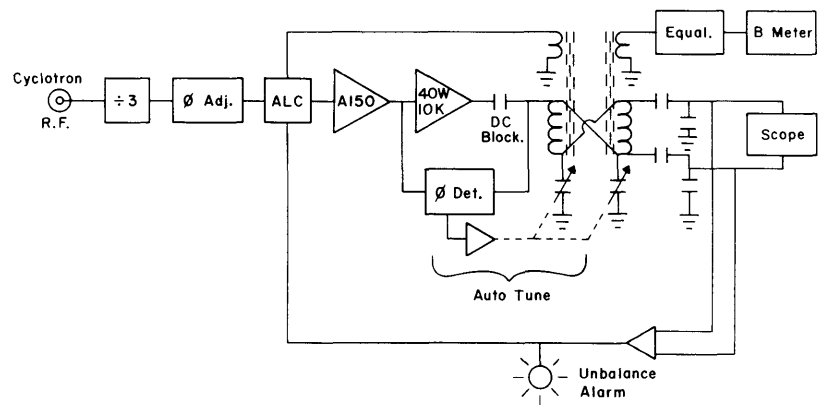 Cyclotron
R.F.
÷3
Ø Adj.
ALC
A150
40W
10K
DC
Block.
Equal.
B Meter
Scope
Ø Det.
Auto Tune
Unbalance
Alarm